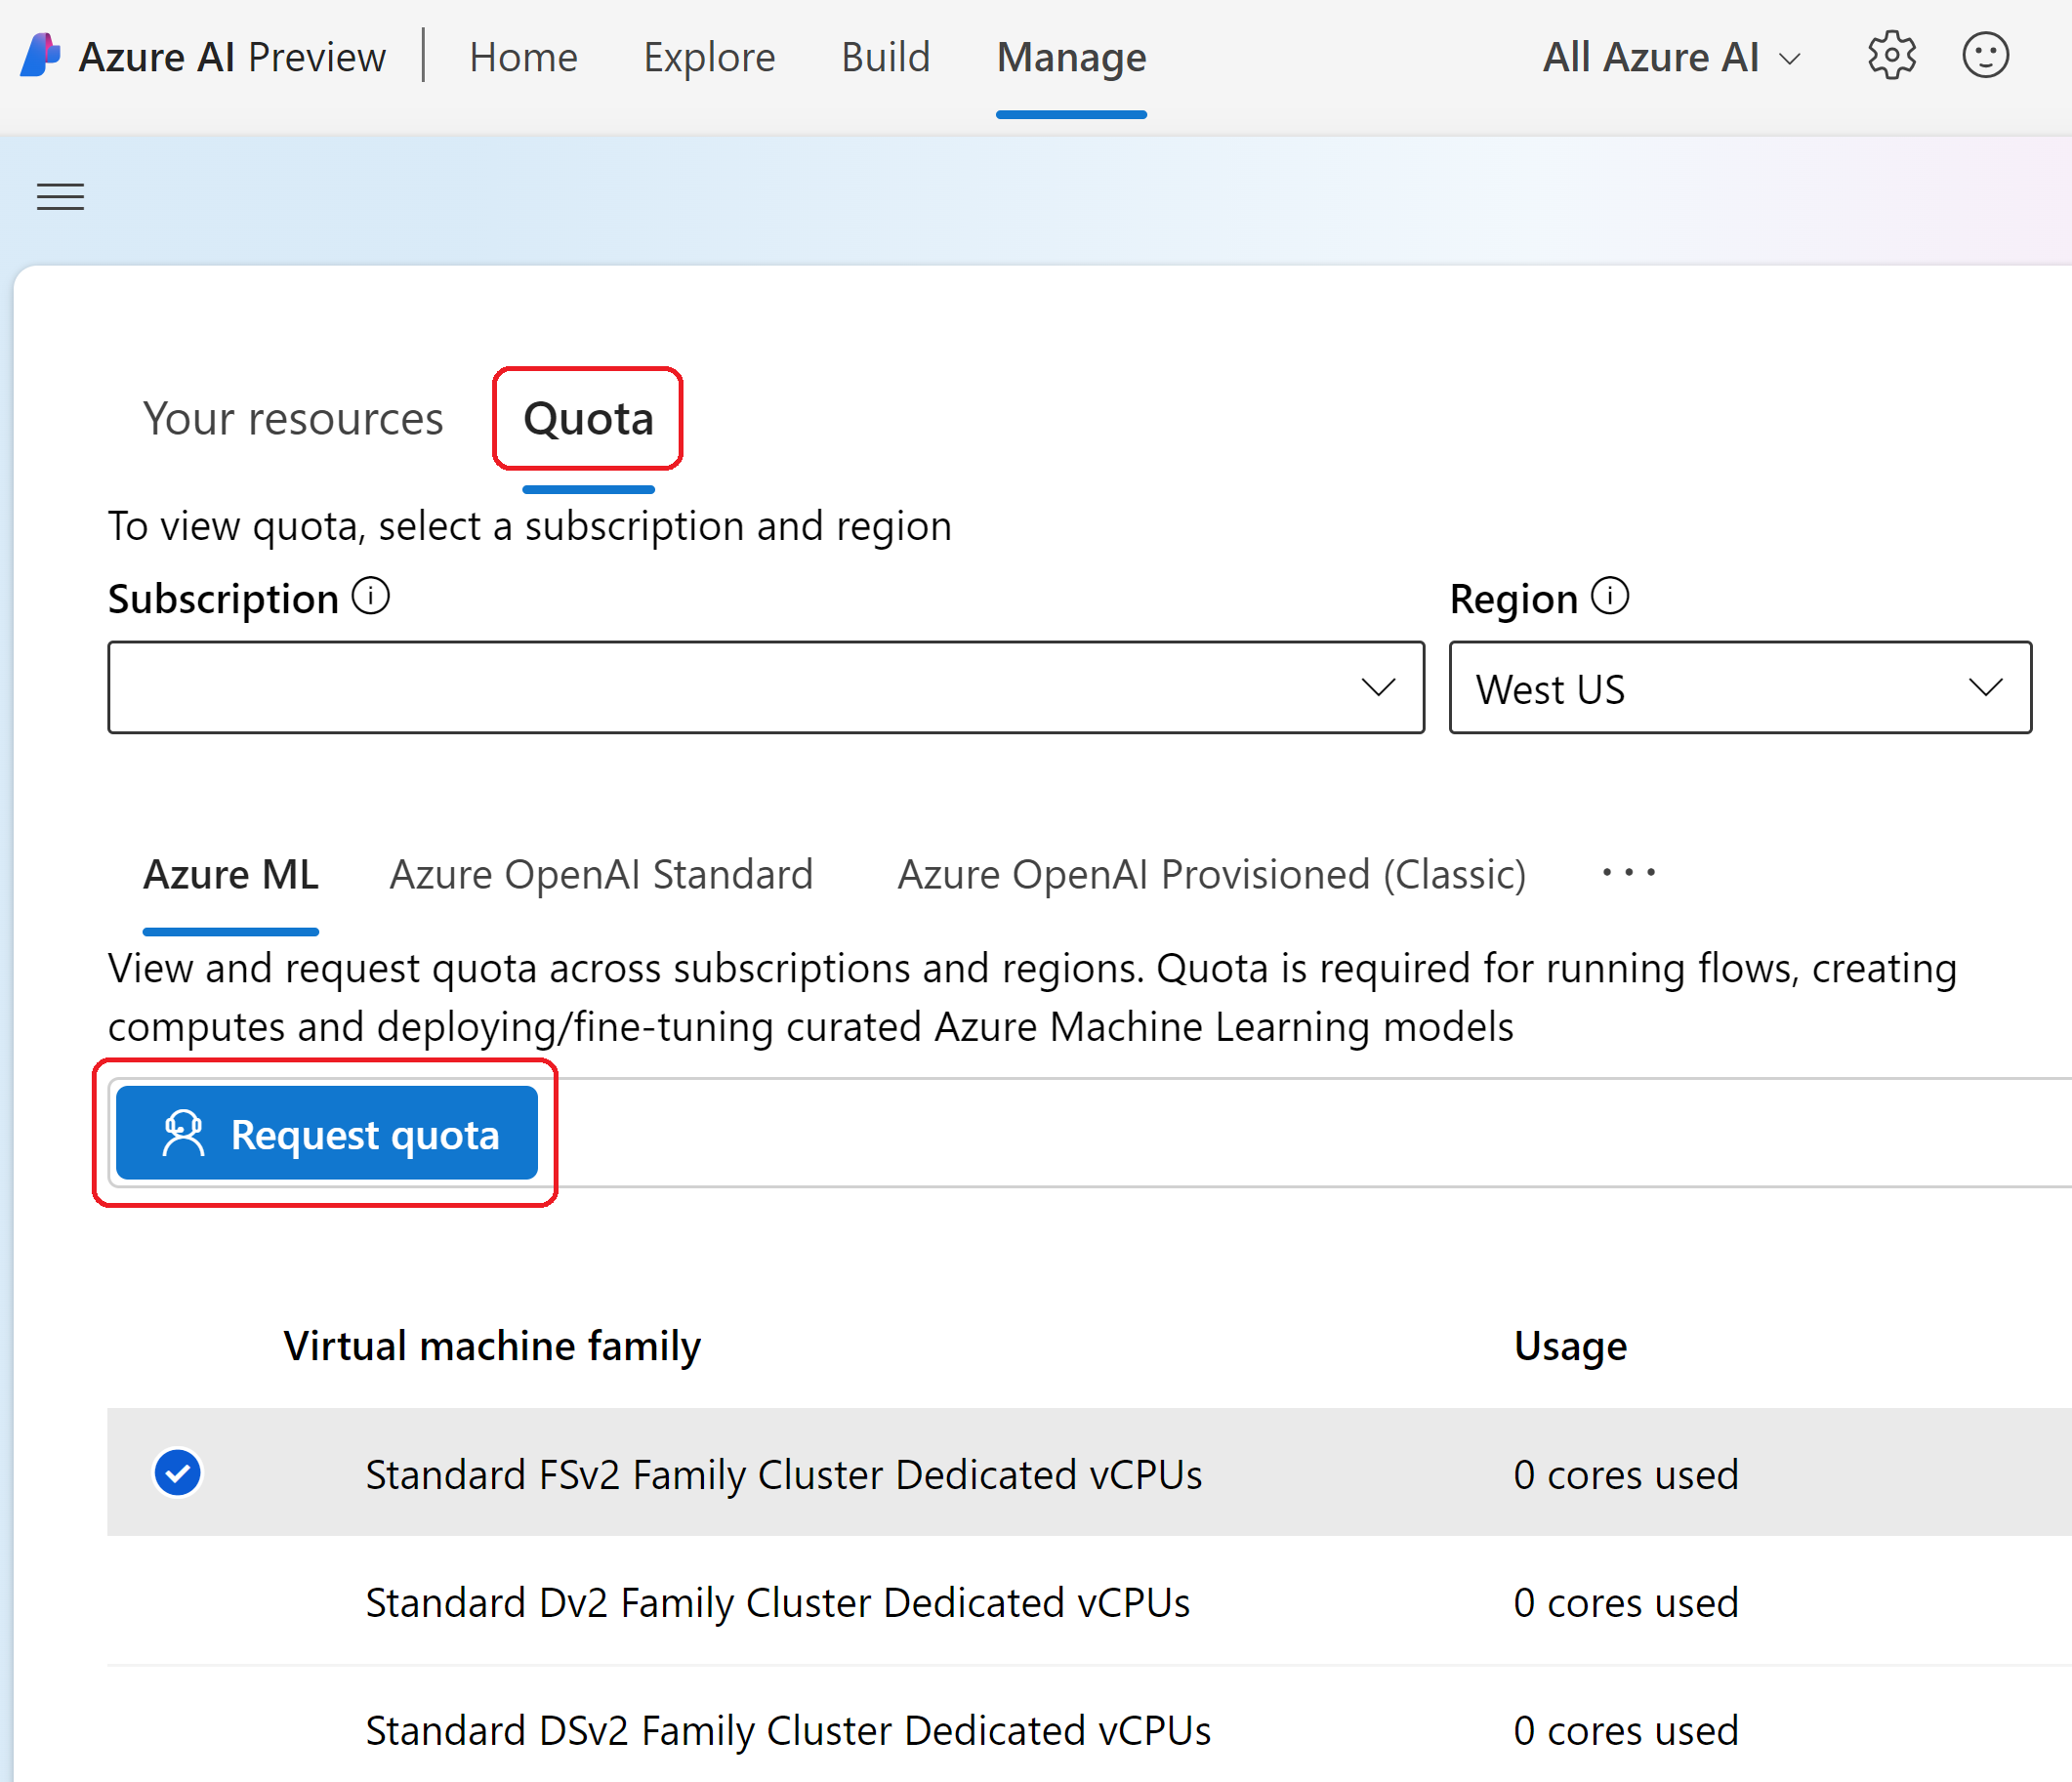 Azure AI Preview Home Explore Build Manage All Azure AI
Your resources Quota
To view quota, select a subscription and region
Subscription Region
West US
Azure ML Azure OpenAI Standard Azure OpenAI Provisioned (Classic) ...
View and request quota across subscriptions and regions. Quota is required for running flows, creating
computes and deploying/fine-tuning curated Azure Machine Learning models
Request quota
Virtual machine family Usage
Standard FSv2 Family Cluster Dedicated vCPUs 0 cores used
Standard Dv2 Family Cluster Dedicated vCPUs 0 cores used
Standard DSv2 Family Cluster Dedicated vCPUs 0 cores used